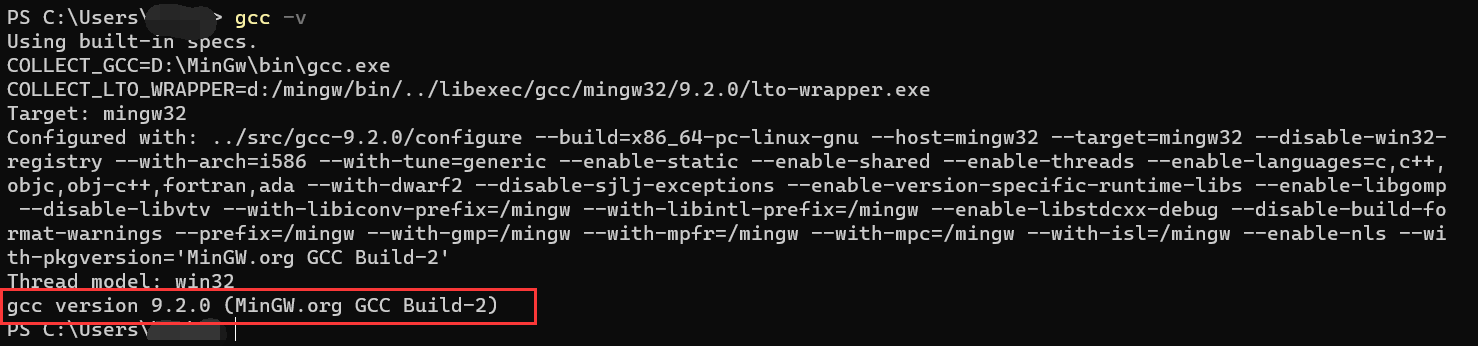 PS C:\Users\ > gcc -v
Using built-in specs.
COLLECT_GCC=D:\MinGw\bin\gcc.exe
COLLECT_LTO_WRAPPER=d:/mingw/bin/../libexec/gcc/mingw32/9.2.0/lto-wrapper.exe
Target: mingw32
Configured with: ../src/gcc-9.2.0/configure --build=x86_64-pc-linux-gnu --host=mingw32 --target=mingw32 --disable-win32-
registry --with-arch=i586 --with-tune=generic --enable-static --enable-shared --enable-threads --enable-languages=c,c++,
objc,obj-c++,fortran,ada --with-dwarf2 --disable-sjlj-exceptions --enable-version-specific-runtime-libs --enable-libgomp
 --disable-libvtv --with-libiconv-prefix=/mingw --with-libintl-prefix=/mingw --enable-libstdcxx-debug --disable-build-fo
rmat-warnings --prefix=/mingw --with-gmp=/mingw --with-mpfr=/mingw --with-mpc=/mingw --with-isl=/mingw --enable-nls --wi
th-pkgversion='MinGW.org GCC Build-2'
Thread model: win32
gcc version 9.2.0 (MinGW.org GCC Build-2)
PS C:\Users\